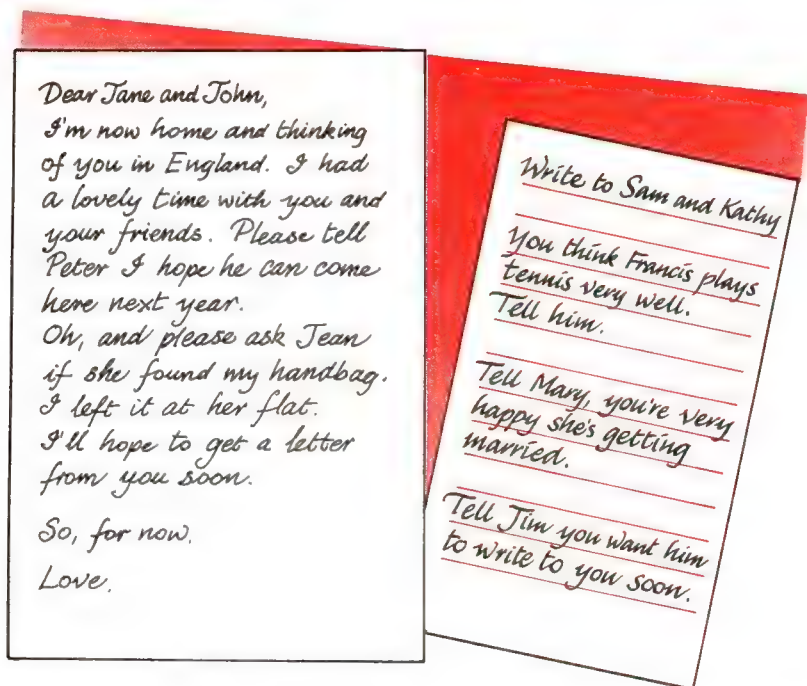 Dear Jane and John,
I'm now home and thinking
of you in England. I had
a lovely time with you and
your friends. Please tell
Peter I hope he can come
here next year.
Oh, and please ask Jean
if she found my handbag.
I left it at her flat.
I'll hope to get a letter
from you soon.
So, for now.
Love.
Write to Sam and Kathy
You think Francis plays
tennis very well.
Tell him.
Tell Mary, you're very
happy she's getting
married.
Tell Jim you want him
to write to you soon.